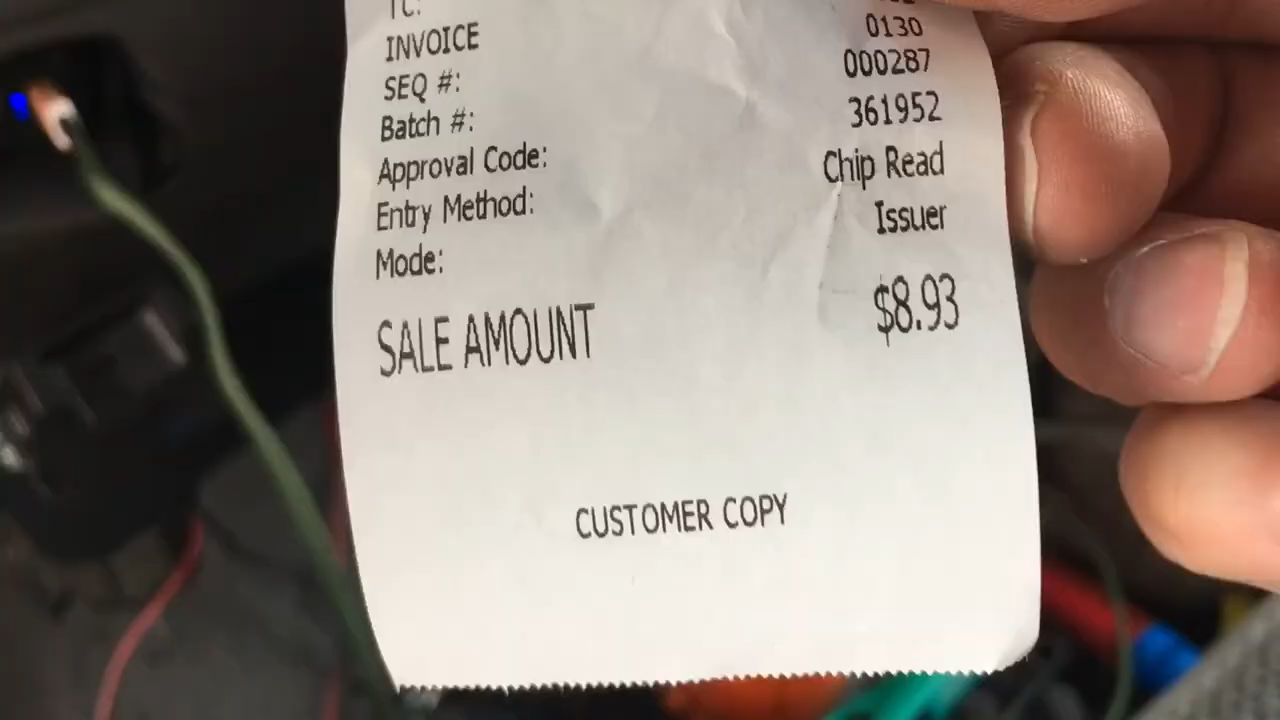 TC:
INVOICE
SEQ #: 0130
Batch #: 000287
Approval Code: 361952
Entry Method: Chip Read
Mode: Issuer
SALE AMOUNT $8.93
CUSTOMER COPY